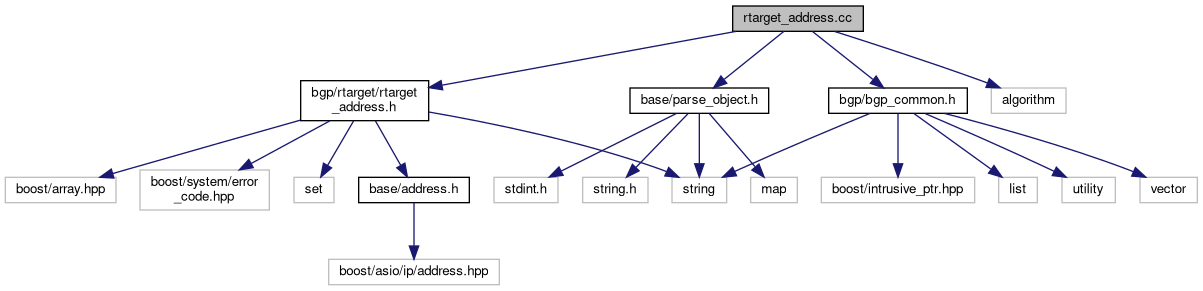 rtarget_address.cc
bgp/rtarget/rtarget
_address.h
base/parse_object.h
bgp/bgp_common.h
algorithm
boost/array.hpp
boost/system/error
_code.hpp
set
base/address.h
stdint.h
string.h
string
map
boost/intrusive_ptr.hpp
list
utility
vector
boost/asio/ip/address.hpp